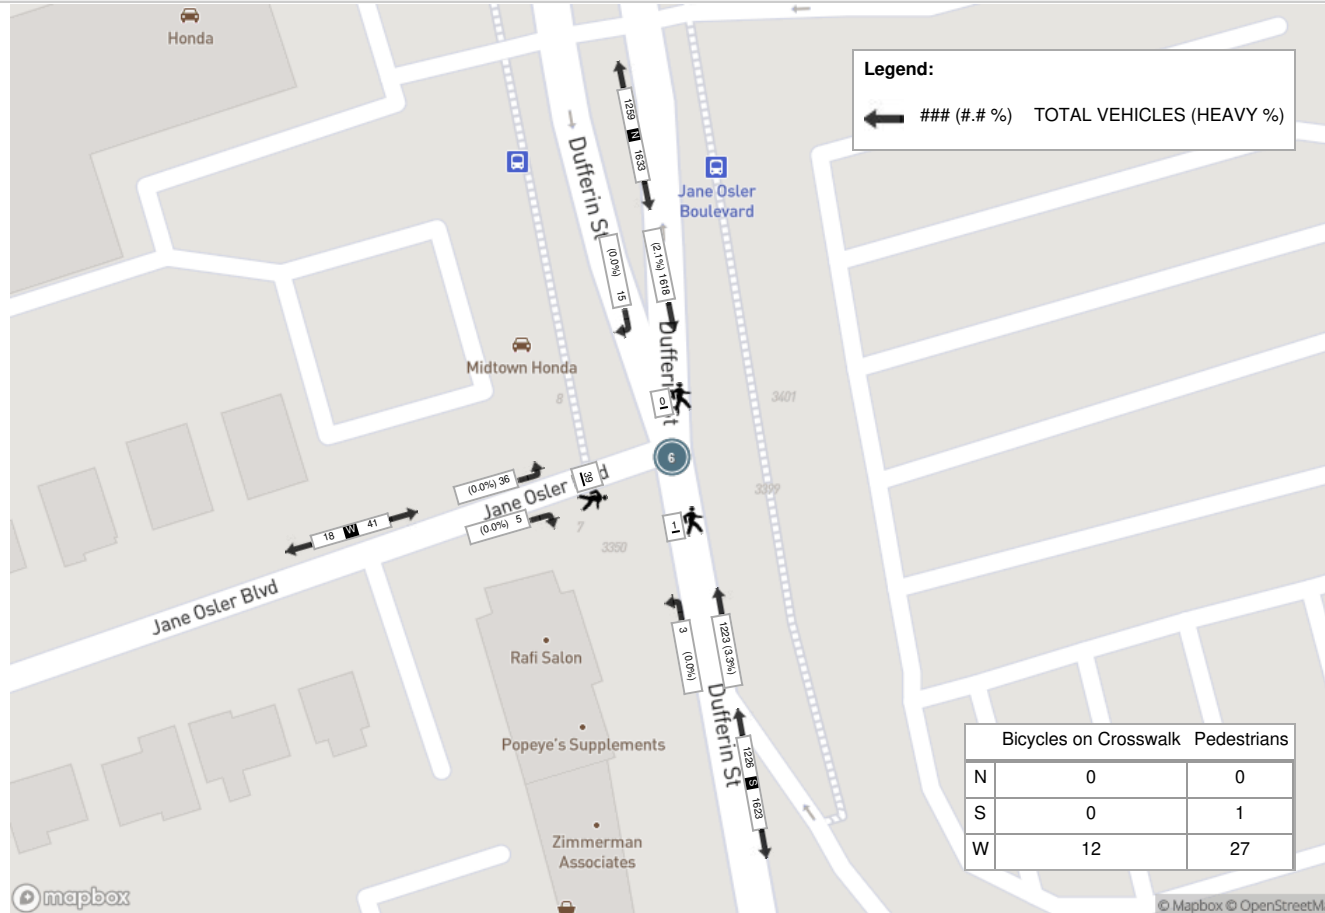 Honda
Legend:
### (#.# %) TOTAL VEHICLES (HEAVY %)
1259 N 1633
Dufferin St
Jane Osler
Boulevard
(0.0%) 15
(2.1%) 1618
Dufferin St
Midtown Honda
8
3401
0
6
39
(0.0%) 36
Jane Osler
d
3399
(0.0%) 5
7
18 W 41
3350
1
Jane Osler Blvd
3 (0.0%)
1223 (3.3%)
Rafi Salon
Dufferin St
Popeye's Supplements
1226 S 1623
Bicycles on Crosswalk Pedestrians
N 0 0
S 0 1
W 12 27
Zimmerman
Associates
mapbox
© Mapbox © OpenStreetM